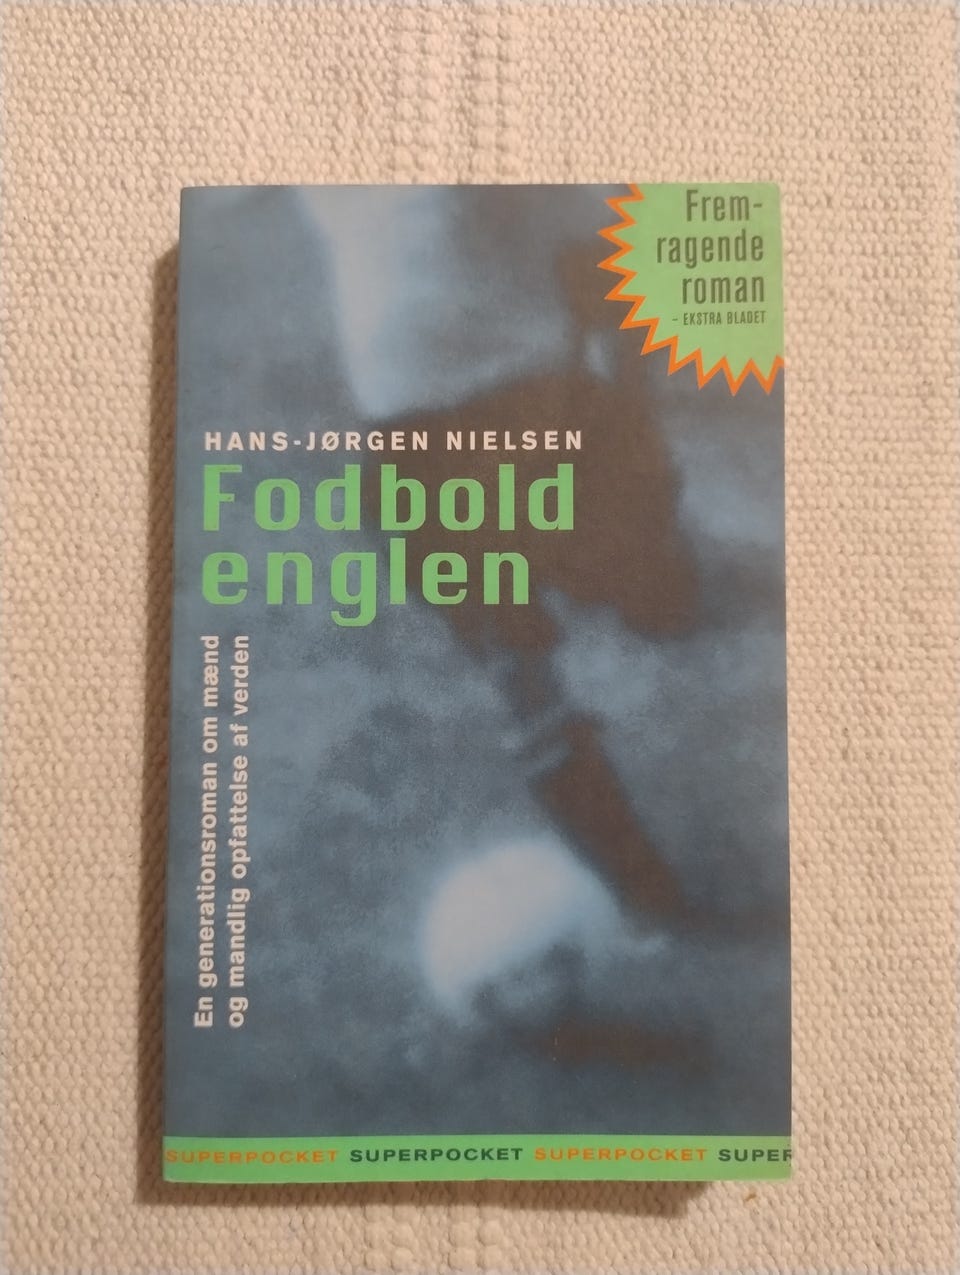 Frem-
ragende
roman
– EKSTRA BLADET
HANS-JØRGEN NIELSEN
Fodbold
englen
En generationsroman om mænd
og mandlig opfattelse af verden
SUPERPOCKET SUPERPOCKET SUPERPOCKET SUPER